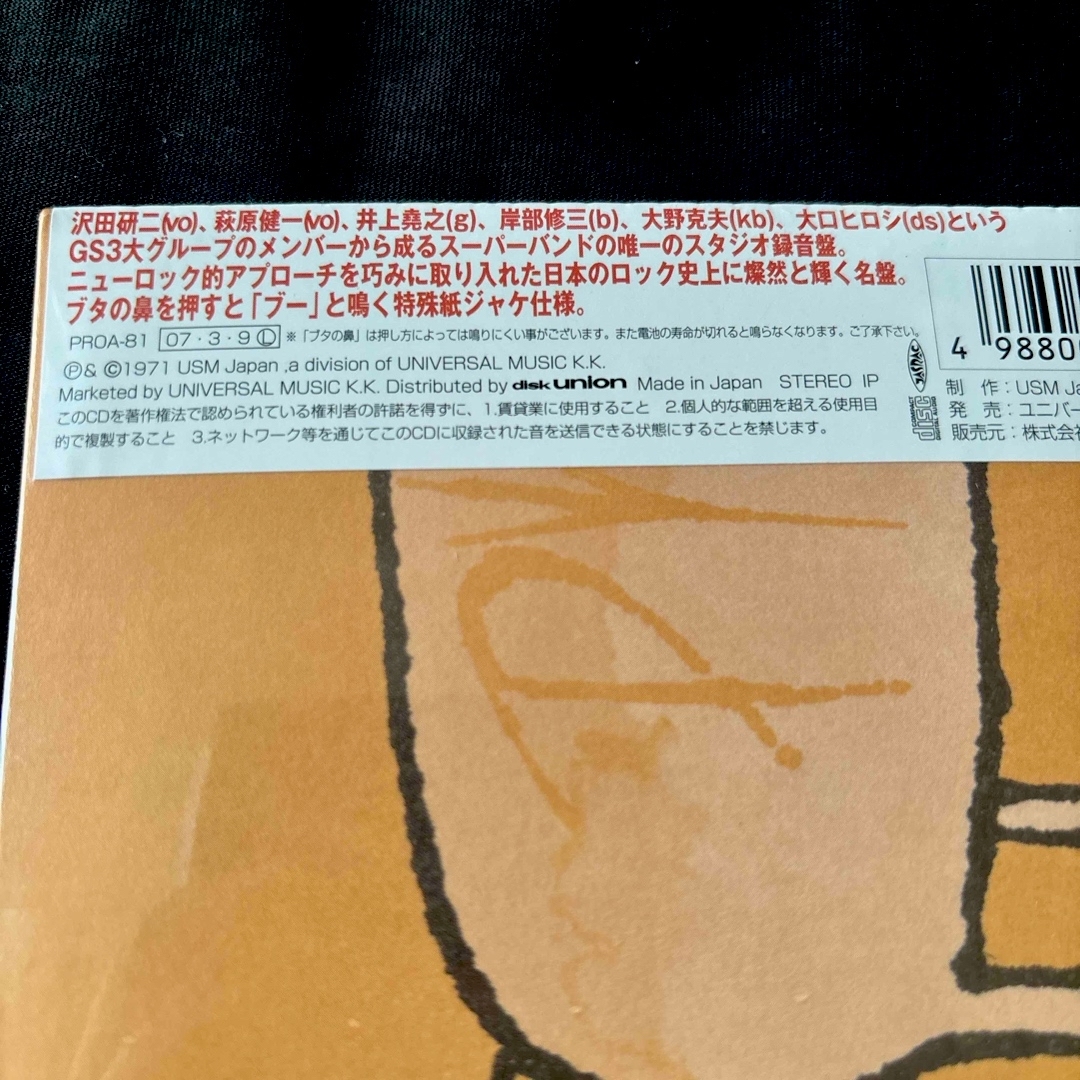 沢田研二(vo)、萩原健一(vo)、井上堯之(g)、岸部修三(b)、大野克夫(kb)、大口ヒロシ(ds)という
GS3大グループのメンバーから成るスーパーバンドの唯一のスタジオ録音盤。
ニューロック的アプローチを巧みに取り入れた日本のロック史上に燦然と輝く名盤。
ブタの鼻を押すと「ブー」と鳴く特殊紙ジャケ仕様。
PROA-81 07・3・9 Ⓛ ※「ブタの鼻」は押し方によっては鳴りにくい事がございます。また電池の寿命が切れると鳴らなくなります。ご了承下さい。
Ⓟ& ©1971 USM Japan ,a division of UNIVERSAL MUSIC K.K.
Marketed by UNIVERSAL MUSIC K.K. Distributed by disk union Made in Japan STEREO IP
このCDを著作権法で認められている権利者の許諾を得ずに、1.賃貸業に使用すること 2.個人的な範囲を超える使用目
的で複製すること 3.ネットワーク等を通じてこのCDに収録された音を送信できる状態にすることを禁じます。
JASRAC
disc
4 9880
制 作：USM Ja
発 売：ユニバー
販売元：株式会社